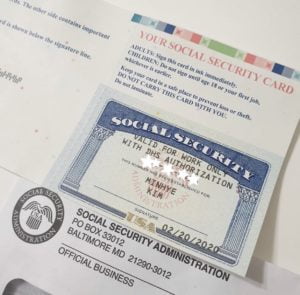 rds. The other side contains important
d is shown below the signature line.
YOUR SOCIAL SECURITY CARD
ADULTS: Sign this card in ink immediately.
CHILDREN: Do not sign until age 18 or your first job,
whichever is earlier.
Keep your card in a safe place to prevent loss or theft.
DO NOT CARRY THIS CARD WITH YOU.
Do not laminate.
SOCIAL SECURITY
VALID FOR WORK ONLY
WITH DHS AUTHORIZATION
MINHYE
KIM
SIGNATURE
USA
02/20/2020
SOCIAL SECURITY ADMINISTRATION
PO BOX 33012
BALTIMORE MD 21290-3012
OFFICIAL BUSINESS